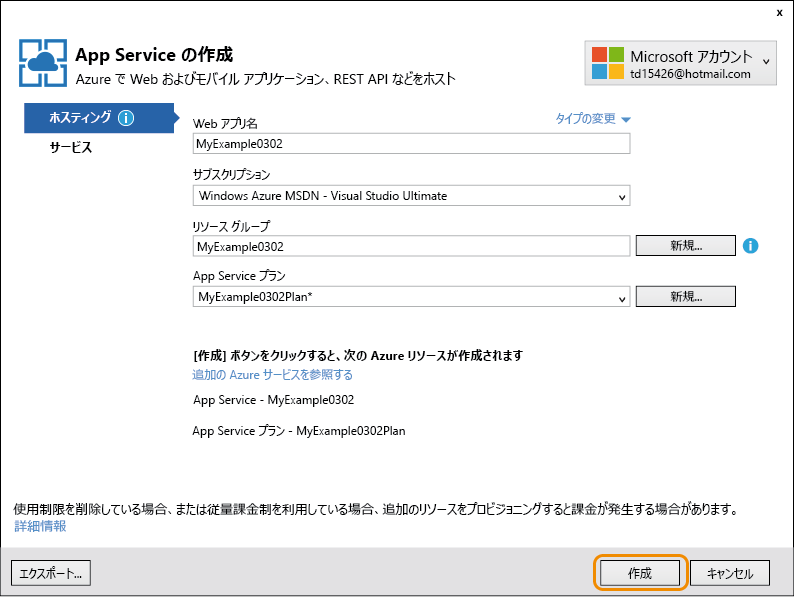 x
App Service の作成
Azure で Web およびモバイル アプリケーション、REST API などをホスト
Microsoft アカウント
td15426@hotmail.com
ホスティング
サービス
Web アプリ名
タイプの変更
MyExample0302
サブスクリプション
Windows Azure MSDN - Visual Studio Ultimate
リソース グループ
MyExample0302
新規...
App Service プラン
MyExample0302Plan*
新規...
[作成] ボタンをクリックすると、次の Azure リソースが作成されます
追加の Azure サービスを参照する
App Service - MyExample0302
App Service プラン - MyExample0302Plan
使用制限を削除している場合、または従量課金制を利用している場合、追加のリソースをプロビジョニングすると課金が発生する場合があります。
詳細情報
エクスポート...
作成
キャンセル